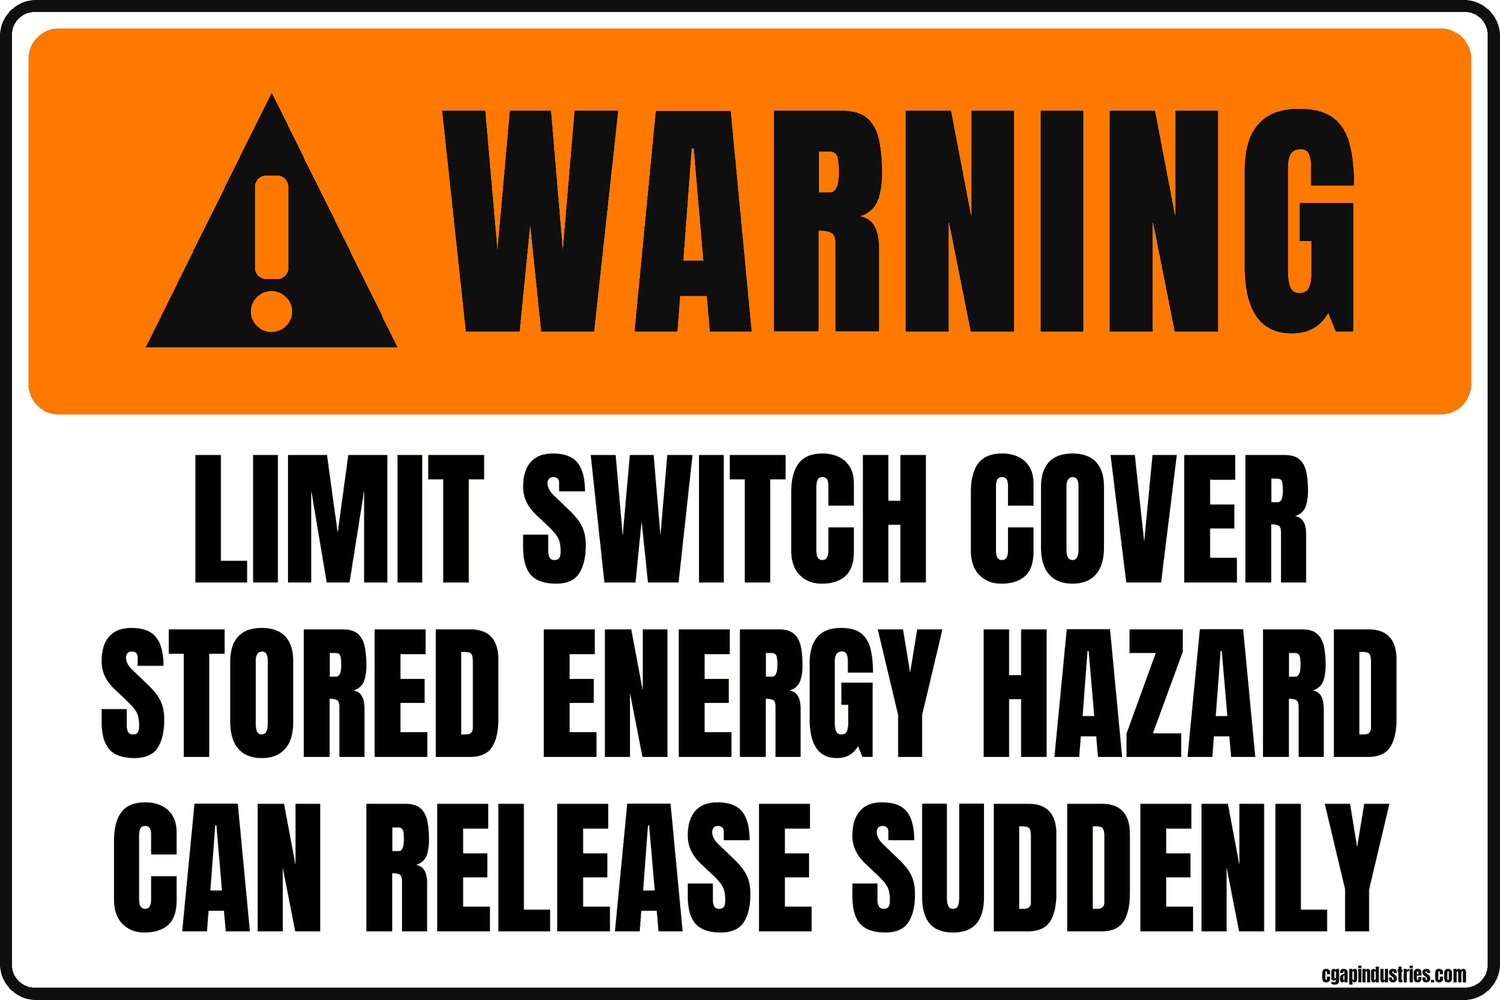 WARNING
LIMIT SWITCH COVER
STORED ENERGY HAZARD
CAN RELEASE SUDDENLY
cgapindustries.com